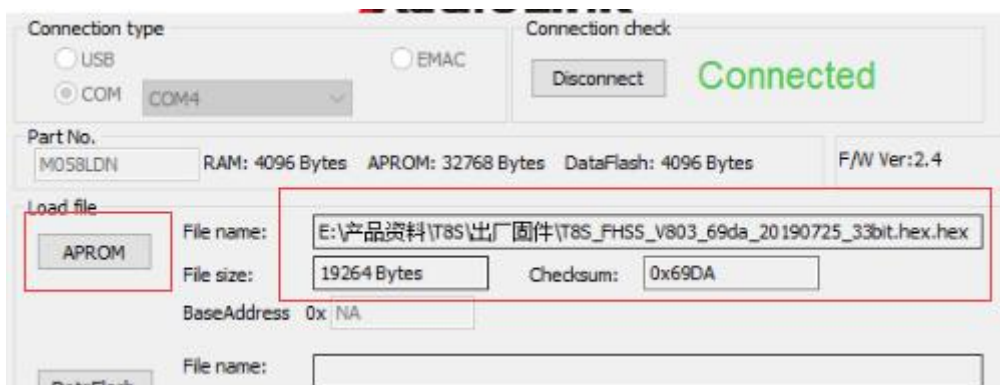 Connection type
Connection check
USB
EMAC
Disconnect
Connected
COM
COM4
Part No.
M058LDN
RAM: 4096 Bytes APROM: 32768 Bytes DataFlash: 4096 Bytes
F/W Ver:2.4
Load file
APROM
File name:
E:\产品资料\T8S\出厂固件\T8S_FHSS_V803_69da_20190725_33bit.hex.hex
File size:
19264 Bytes
Checksum:
0x69DA
BaseAddress 0x NA
File name: